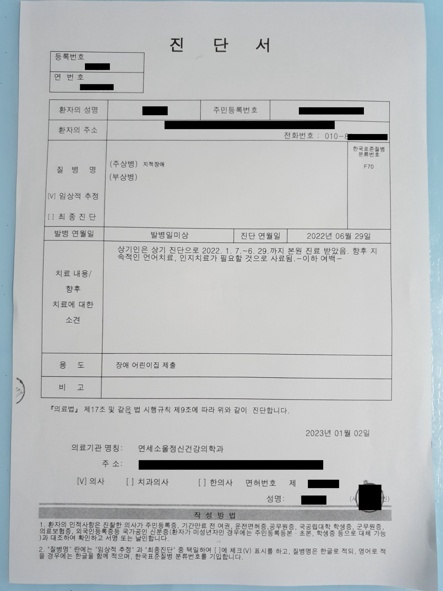 진 단 서
등록번호
연 번 호
환자의 성명
주민등록번호
환자의 주소
전화번호 : 010-
질 병 명
(주상병) 지적장애
(부상병)
[V] 임상적 추정
[ ] 최종진단
한국표준질병
분류번호
F70
발병 연월일
발병일미상
진단 연월일
2022년 06월 29일
치료 내용/
향후
치료에 대한
소견
상기인은 상기 진단으로 2022. 1. 7.-6. 29.까지 본원 진료 받았음. 향후 지
속적인 언어치료, 인지치료가 필요할 것으로 사료됨.-이하 여백-
용 도
장애 어린이집 제출
비 고
『의료법』 제17조 및 같은 법 시행규칙 제9조에 따라 위와 같이 진단합니다.
2023년 01월 02일
의료기관 명칭: 연세소울정신건강의학과
주 소:
[V] 의사 [ ] 치과의사 [ ] 한의사 면허번호 제
성명:
작 성 방 법
1. 환자의 인적사항은 진찰한 의사가 주민등록증, 기간만료 전 여권, 운전면허증,공무원증, 국공립대학 학생증, 군무원증,
의료보험증, 외국인등록증등 국가공인 신분증(환자가 미성년자인 경우에는 주민등록등본ㆍ초본, 학생증 등으로 대체 가능
)과대조하여 확인하고 서명 또는 날인합니다.
2. '질병명' 란에는 '임상적 추정' 과 '최종진단' 중 택일하여 [ ]에 체크(V) 표시를 하고, 질병명은 한글로 적되, 영어로 적
을 경우에는 한글을 함께 적으며, 한국표준질병 분류번호를 기입합니다.